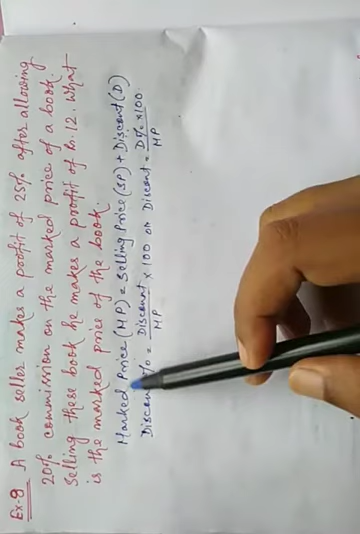 Ex-8 A book seller makes a profit of 25% after allowing
20% commission on the marked price of a book.
Selling these book he makes a profit of Rs. 12. What
is the marked price of the book.
Marked Price (MP) = Selling Price (SP) + Discount (D)
Discount % = Discount/MP × 100 or Discount = D% × 100/MP